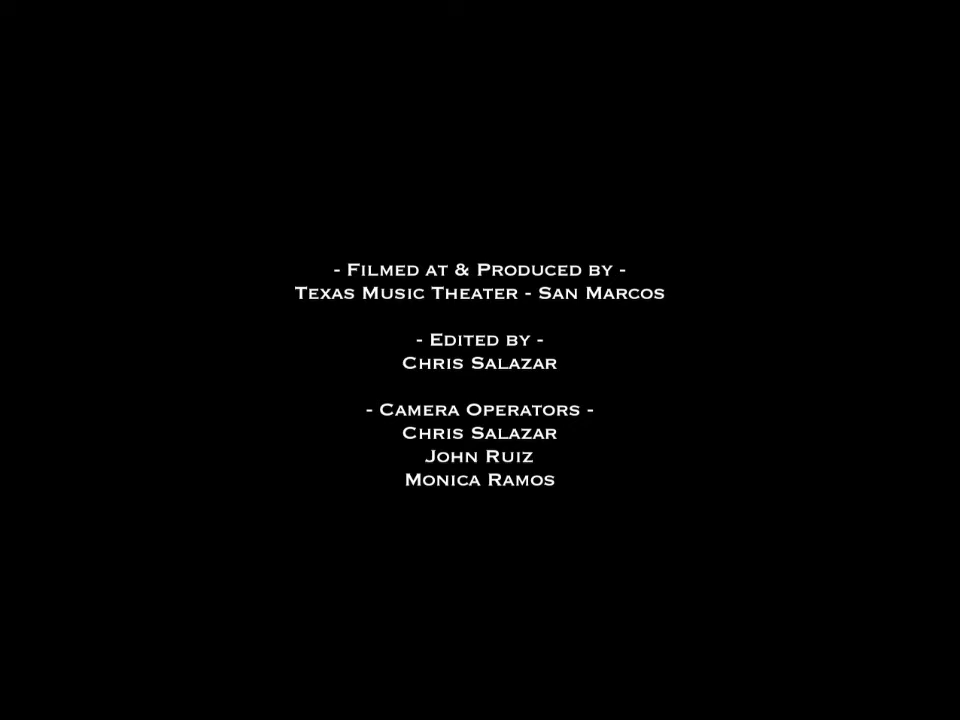 - Filmed at & Produced by -
Texas Music Theater - San Marcos
- Edited by -
Chris Salazar
- Camera Operators -
Chris Salazar
John Ruiz
Monica Ramos